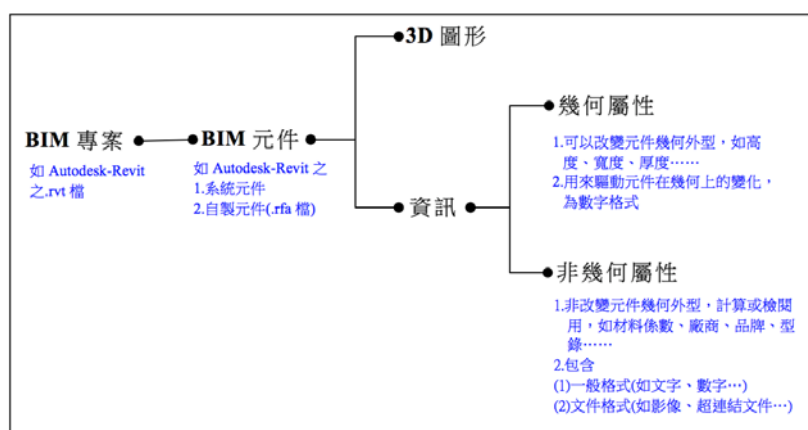 3D 圖形
BIM 專案
如 Autodesk-Revit
之.rvt 檔
BIM 元件
如 Autodesk-Revit 之
1.系統元件
2.自製元件(.rfa 檔)
資訊
幾何屬性
1.可以改變元件幾何外型，如高
度、寬度、厚度……
2.用來驅動元件在幾何上的變化，
為數字格式
非幾何屬性
1.非改變元件幾何外型，計算或檢閱
用，如材料係數、廠商、品牌、型
錄……
2.包含
(1)一般格式(如文字、數字…)
(2)文件格式(如影像、超連結文件…)